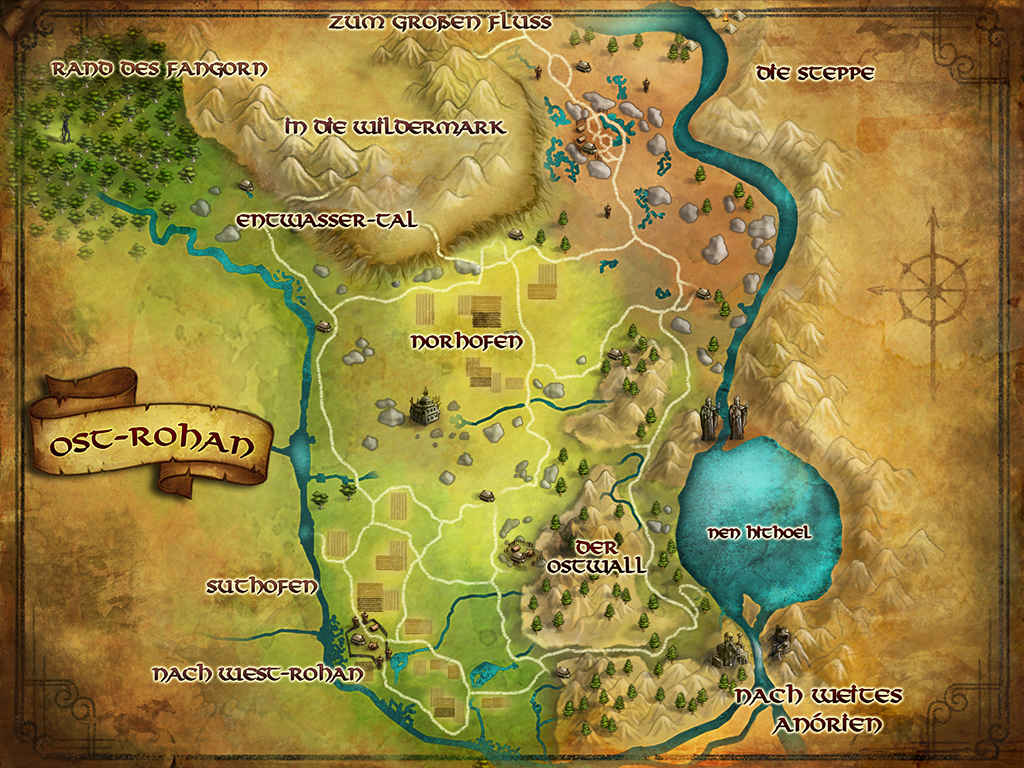 ZUM GROßEN FLUSS
RAND DES FANGORN
DIE STEPPE
IN DIE WILDERMARK
ENTWASSER-TAL
NORHOFEN
OST-ROHAN
NEN HITHOEL
DER
OSTWALL
SUTHOFEN
NACH WEST-ROHAN
NACH WEITES
ANÓRIEN